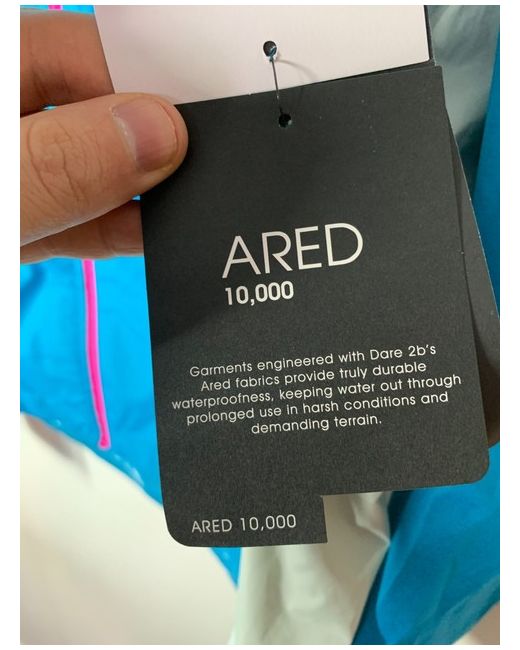 ARED
10,000
Garments engineered with Dare 2b's
Ared fabrics provide truly durable
waterproofness, keeping water out through
prolonged use in harsh conditions and
demanding terrain.
ARED 10,000